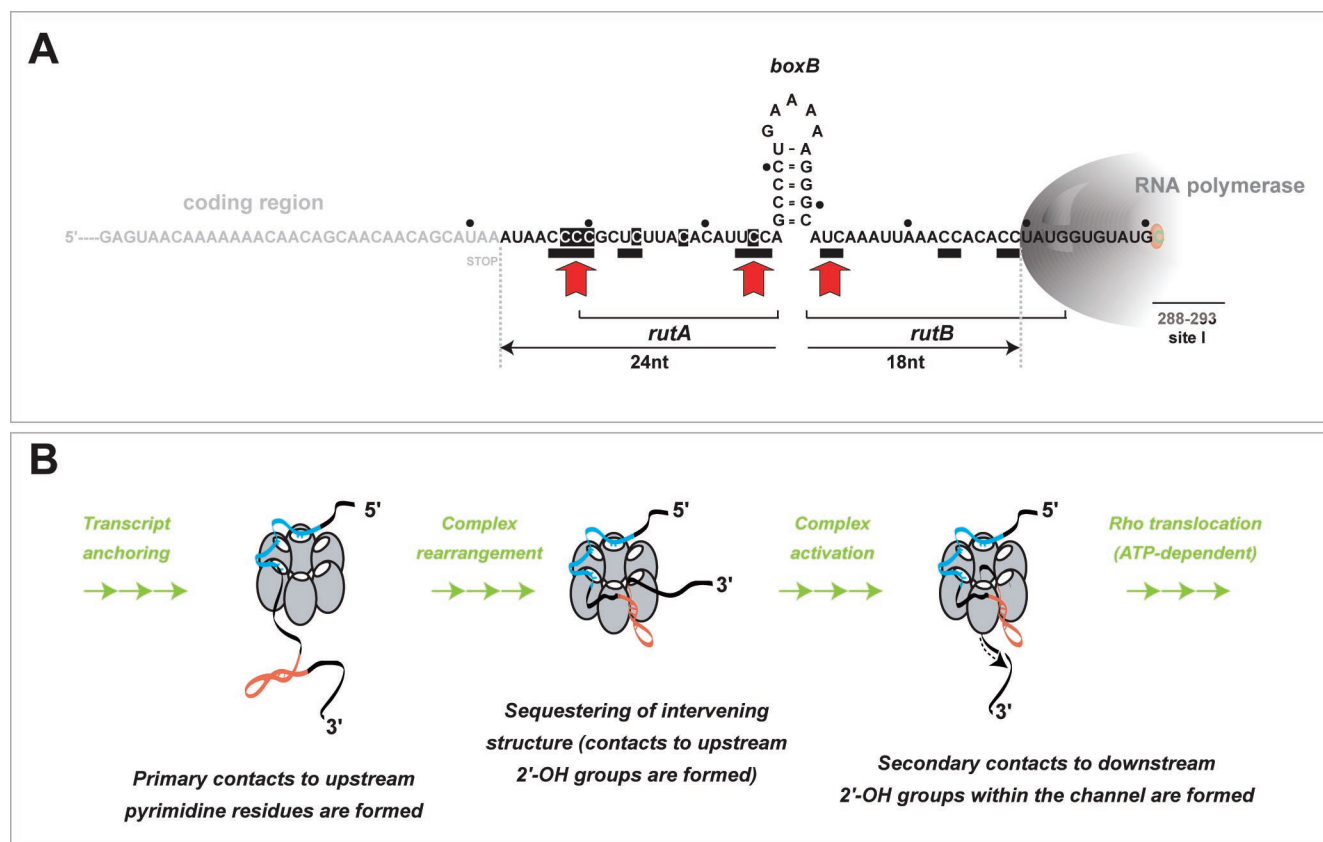 A
boxB
A
A A
G A
U - A
C = G
C = G
C = G
G = C
coding region
RNA polymerase
5'----GAGUAACAAAAAAACAACAGCAACAACAGCAUAAAUAACCCCGCUCUUACACAUUCCA AUCAAAUUAAACCACACCUAUGGUGUAUGC
STOP
rutA
rutB
24nt
18nt
288-293
site I
B
Transcript
anchoring
5'
3'
Primary contacts to upstream
pyrimidine residues are formed
Complex
rearrangement
5'
3'
Sequestering of intervening
structure (contacts to upstream
2'-OH groups are formed)
Complex
activation
5'
3'
Secondary contacts to downstream
2'-OH groups within the channel are formed
Rho translocation
(ATP-dependent)